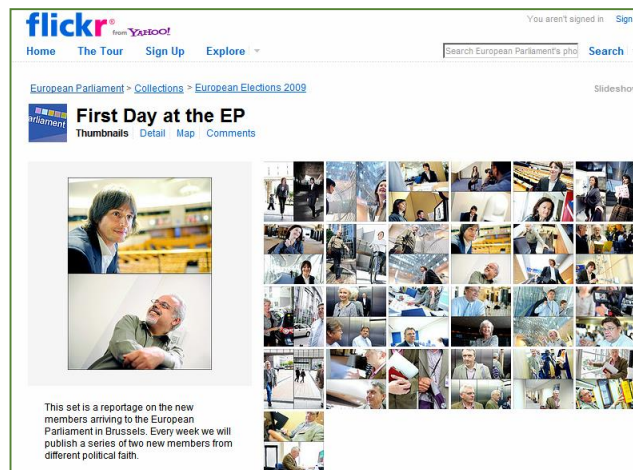 flickr from YAHOO!
You aren't signed in Sign
Home The Tour Sign Up Explore
Search European Parliament's pho Search
European Parliament > Collections > European Elections 2009
Slidesho
arliament
First Day at the EP
Thumbnails Detail Map Comments
This set is a reportage on the new
members arriving to the European
Parliament in Brussels. Every week we will
publish a series of two new members from
different political faith.